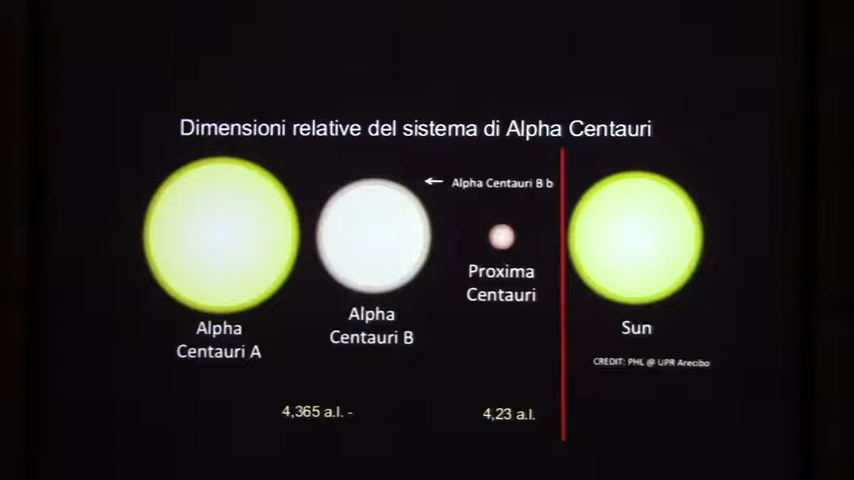 Dimensioni relative del sistema di Alpha Centauri
← Alpha Centauri B b
Proxima
Centauri
Alpha
Centauri B
Alpha
Centauri A
Sun
CREDIT: PHL @ UPR Arecibo
4,365 a.l. -
4,23 a.l.